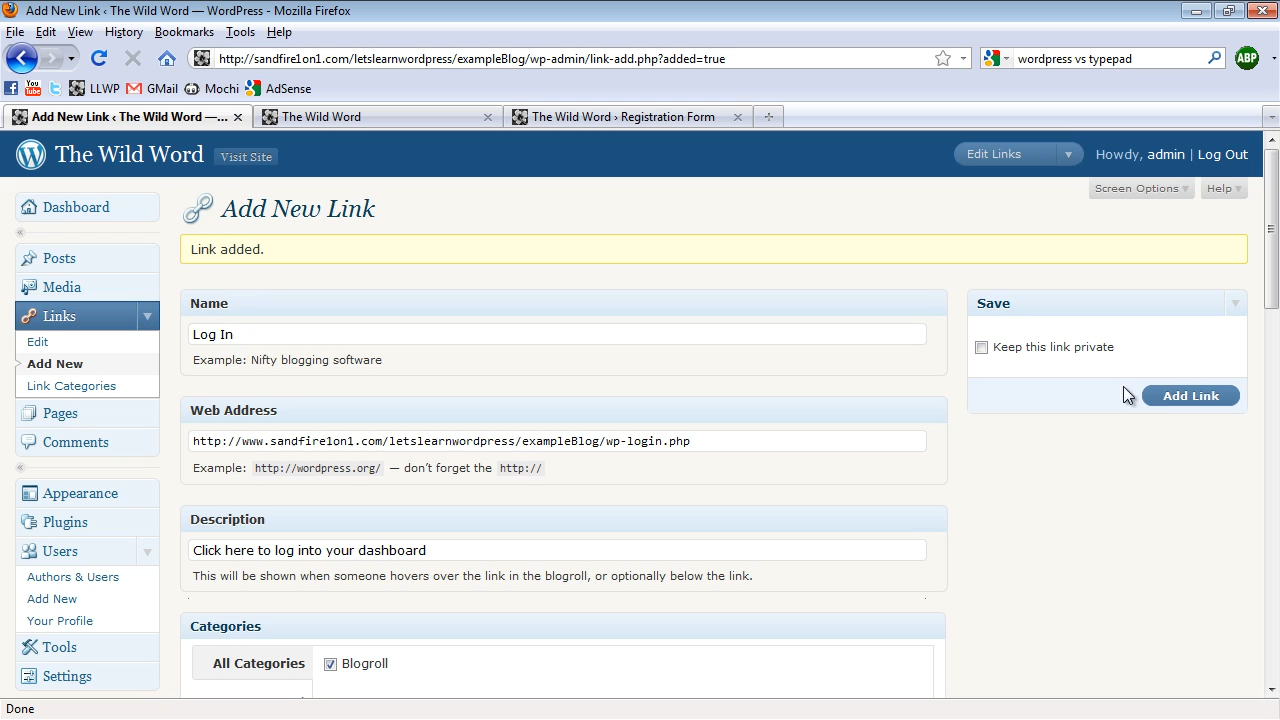 Add New Link ‹ The Wild Word — WordPress - Mozilla Firefox
File Edit View History Bookmarks Tools Help
http://sandfire1on1.com/letslearnwordpress/exampleBlog/wp-admin/link-add.php?added=true
wordpress vs typepad
ABP
You Tube
LLWP GMail Mochi AdSense
Add New Link ‹ The Wild Word —...
The Wild Word
The Wild Word › Registration Form
The Wild Word Visit Site
Edit Links
Howdy, admin | Log Out
Screen Options
Help
Dashboard
Posts
Media
Links
Edit
Add New
Link Categories
Pages
Comments
Appearance
Plugins
Users
Authors & Users
Add New
Your Profile
Tools
Settings
Add New Link
Link added.
Name
Log In
Example: Nifty blogging software
Web Address
http://www.sandfire1on1.com/letslearnwordpress/exampleBlog/wp-login.php
Example: http://wordpress.org/ — don’t forget the http://
Description
Click here to log into your dashboard
This will be shown when someone hovers over the link in the blogroll, or optionally below the link.
Categories
All Categories
Blogroll
Save
Keep this link private
Add Link
Done